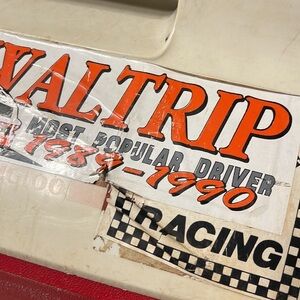 WALTRIP
MOST POPULAR DRIVER
1989-1990
RACING